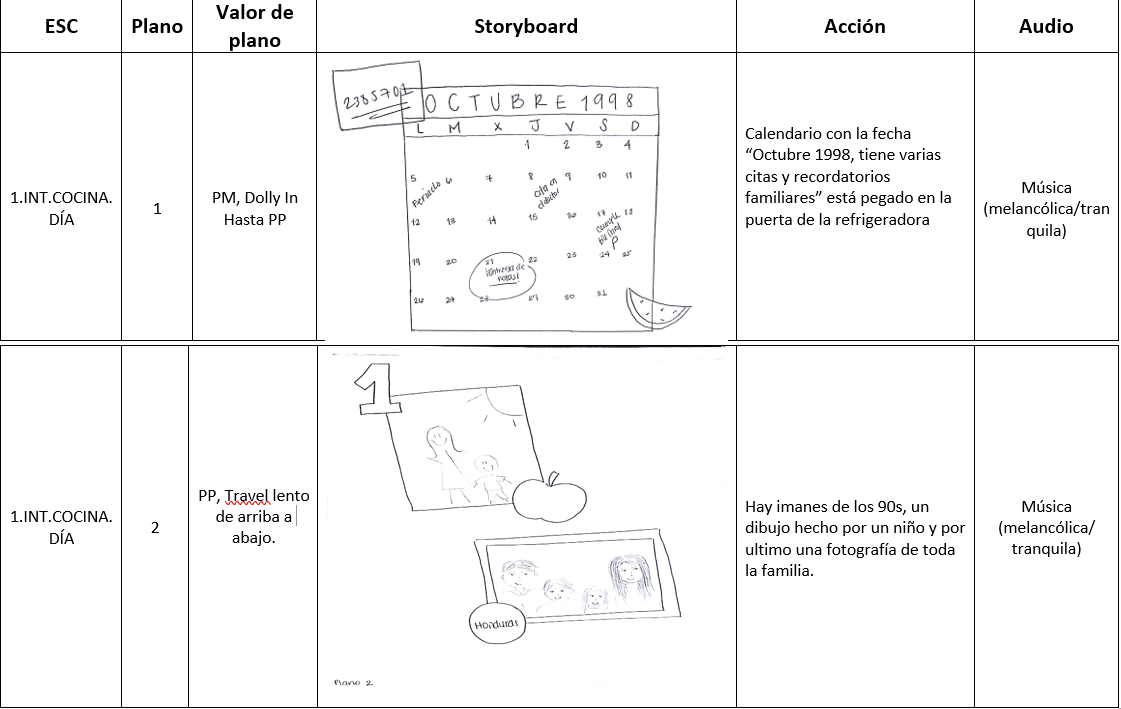 ESC
Plano
Valor de
plano
Storyboard
Acción
Audio
1.INT.COCINA.
DÍA
1
PM, Dolly In
Hasta PP
2385701
OCTUBRE 1998
L M X J V S D
1 2 3 4
5 6 7 8 9 10 11
Periodo
Cita en
12 13 14 15 16 17 18
19 20 21 22 23 24 25
¡Entrega de
notas!
26 27 28 29 30 31
Calendario con la fecha
“Octubre 1998, tiene varias
citas y recordatorios
familiares” está pegado en la
puerta de la refrigeradora
Música
(melancólica/tran
quila)
1.INT.COCINA.
DÍA
2
PP, Travel lento
de arriba a
abajo.
1
Honduras
Plano 2
Hay imanes de los 90s, un
dibujo hecho por un niño y por
ultimo una fotografía de toda
la familia.
Música
(melancólica/
tranquila)